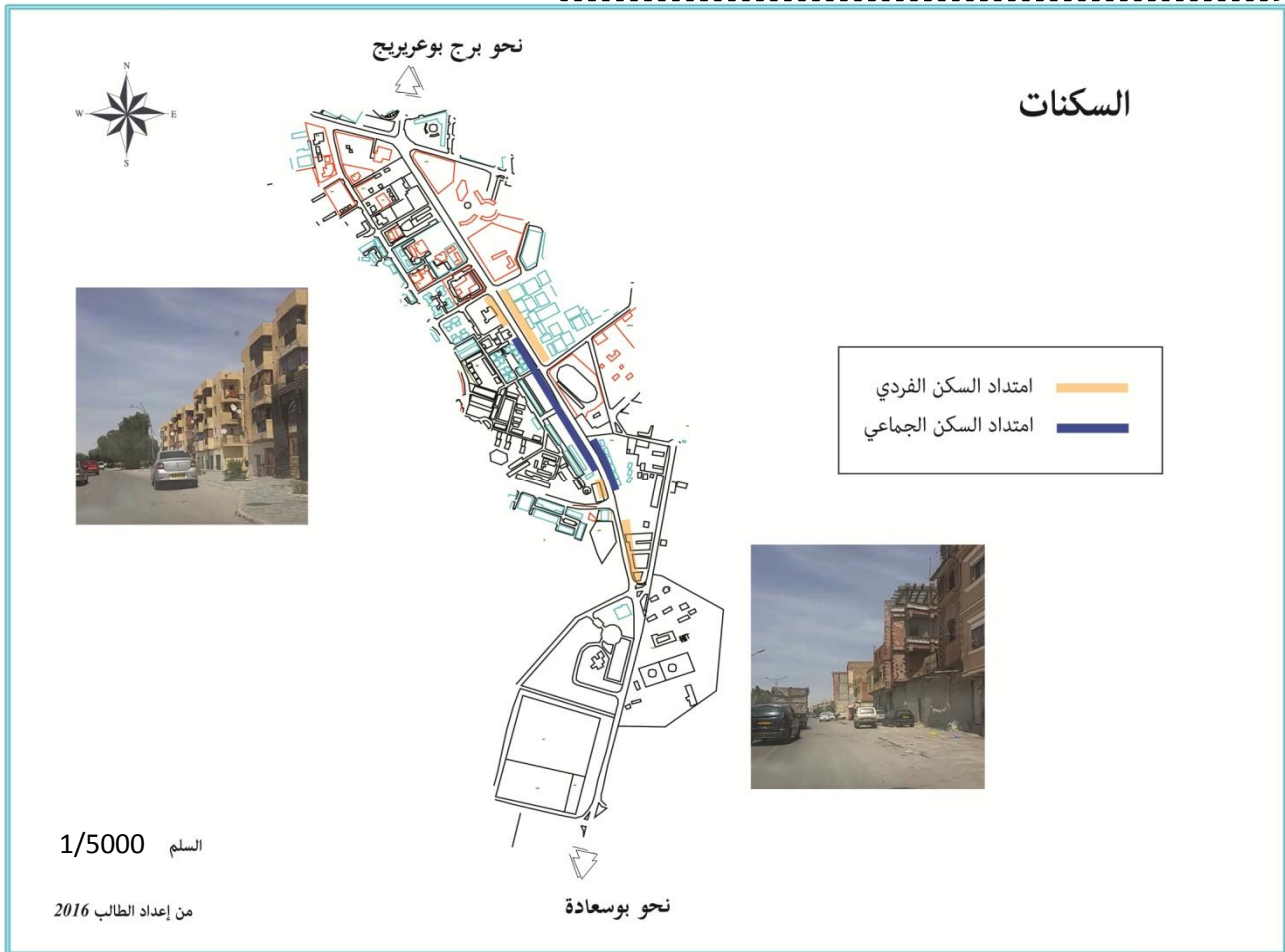 نحو برج بوعريريج
السكنات
N
W
E
S
امتداد السكن الفردي
امتداد السكن الجماعي
السلم 1/5000
نحو بوسعادة
من إعداد الطالب 2016